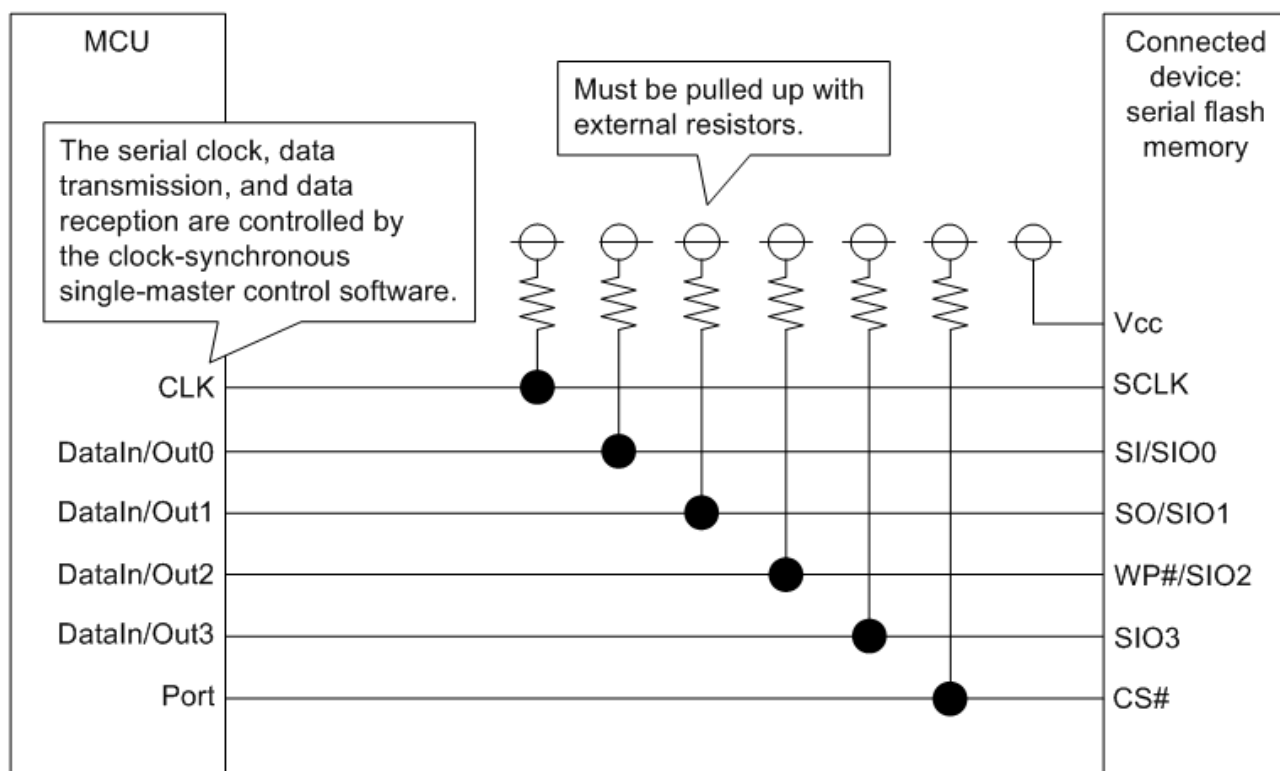 MCU
Connected
device:
serial flash
memory
Must be pulled up with
external resistors.
The serial clock, data
transmission, and data
reception are controlled by
the clock-synchronous
single-master control software.
Vcc
CLK
SCLK
DataIn/Out0
SI/SIO0
DataIn/Out1
SO/SIO1
DataIn/Out2
WP#/SIO2
DataIn/Out3
SIO3
Port
CS#